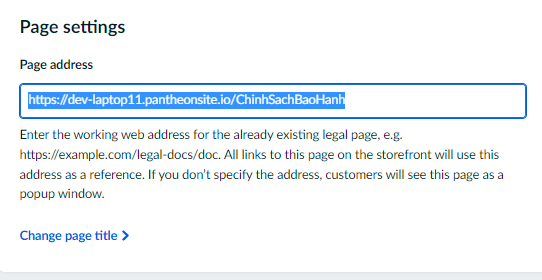 Page settings
Page address
https://dev-laptop11.pantheonsite.io/ChinhSachBaoHanh
Enter the working web address for the already existing legal page, e.g.
https://example.com/legal-docs/doc. All links to this page on the storefront will use this
address as a reference. If you don’t specify the address, customers will see this page as a
popup window.
Change page title